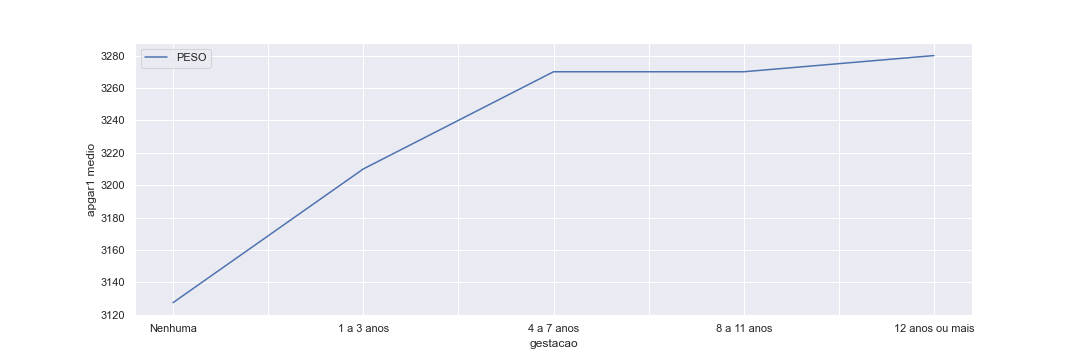 PESO
apgar1 medio
3280
3260
3240
3220
3200
3180
3160
3140
3120
Nenhuma 1 a 3 anos 4 a 7 anos 8 a 11 anos 12 anos ou mais
gestacao